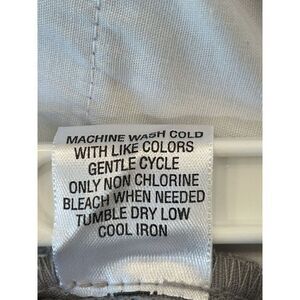 MACHINE WASH COLD
WITH LIKE COLORS
GENTLE CYCLE
ONLY NON CHLORINE
BLEACH WHEN NEEDED
TUMBLE DRY LOW
COOL IRON